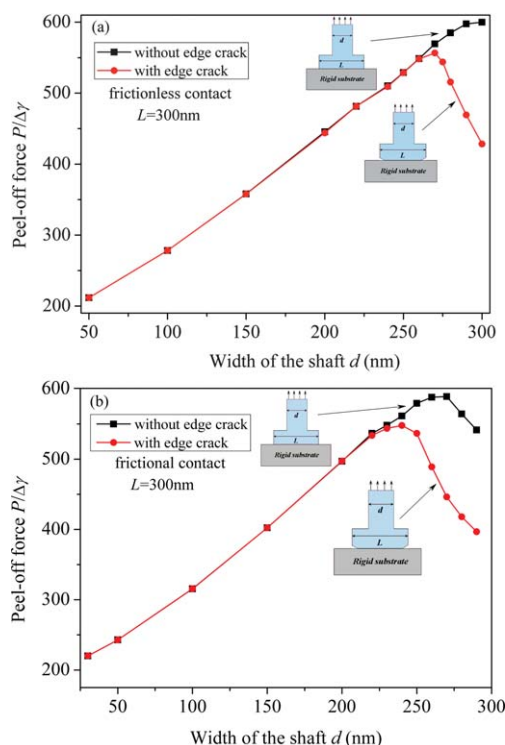 (a)
without edge crack
with edge crack
frictionless contact
L=300nm
d
L
Rigid substrate
d
L
Rigid substrate
600
500
400
300
200
50 100 150 200 250 300
Peel-off force P/Δγ
Width of the shaft d (nm)
(b)
without edge crack
with edge crack
frictional contact
L=300nm
d
L
Rigid substrate
d
L
Rigid substrate
600
500
400
300
200
50 100 150 200 250 300
Peel-off force P/Δγ
Width of the shaft d (nm)